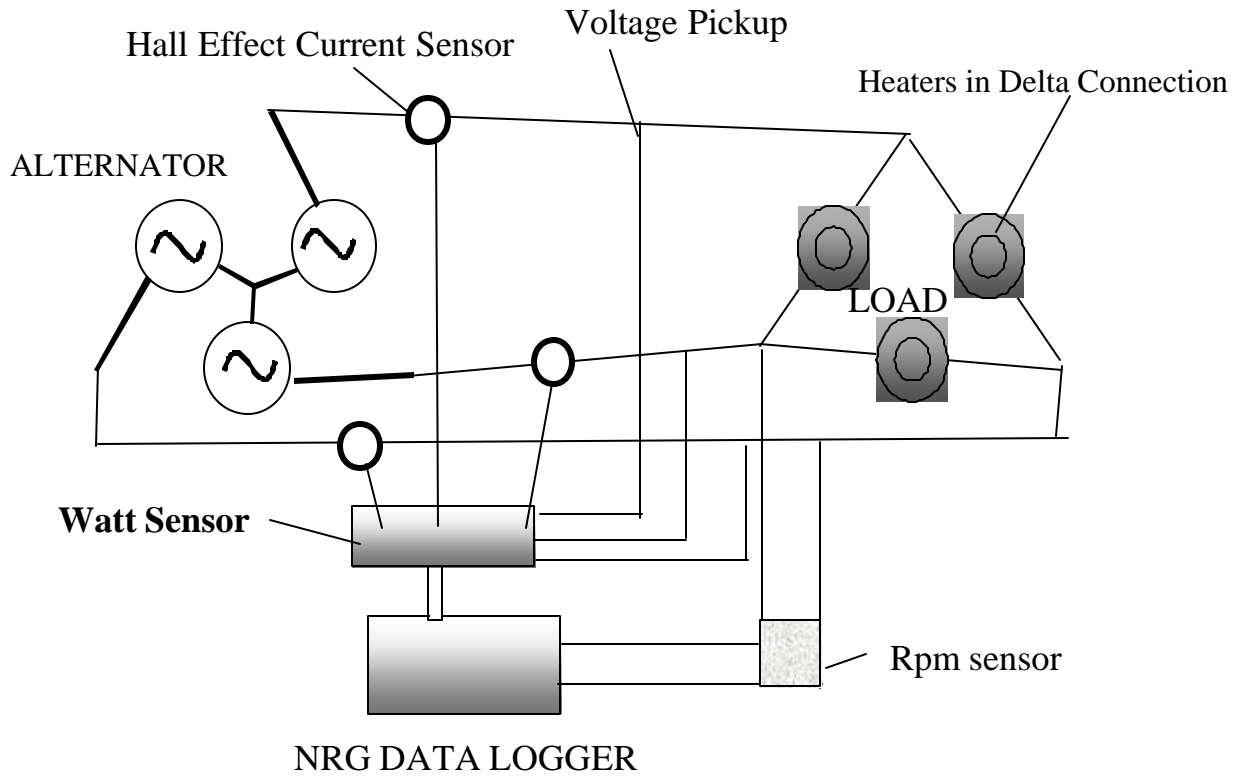 Voltage Pickup
Hall Effect Current Sensor
Heaters in Delta Connection
ALTERNATOR
LOAD
Watt Sensor
Rpm sensor
NRG DATA LOGGER